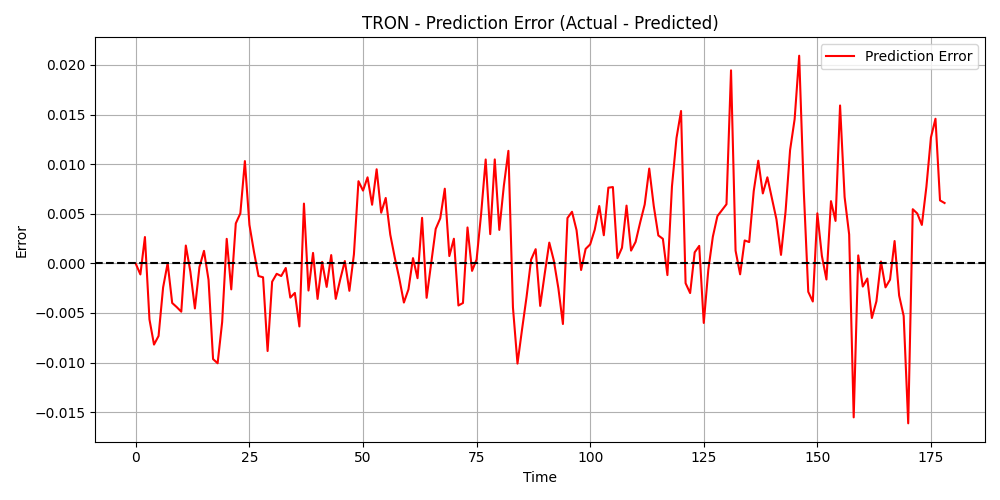 TRON - Prediction Error (Actual - Predicted)
Prediction Error
Error
0.020
0.015
0.010
0.005
0.000
−0.005
−0.010
−0.015
0 25 50 75 100 125 150 175
Time